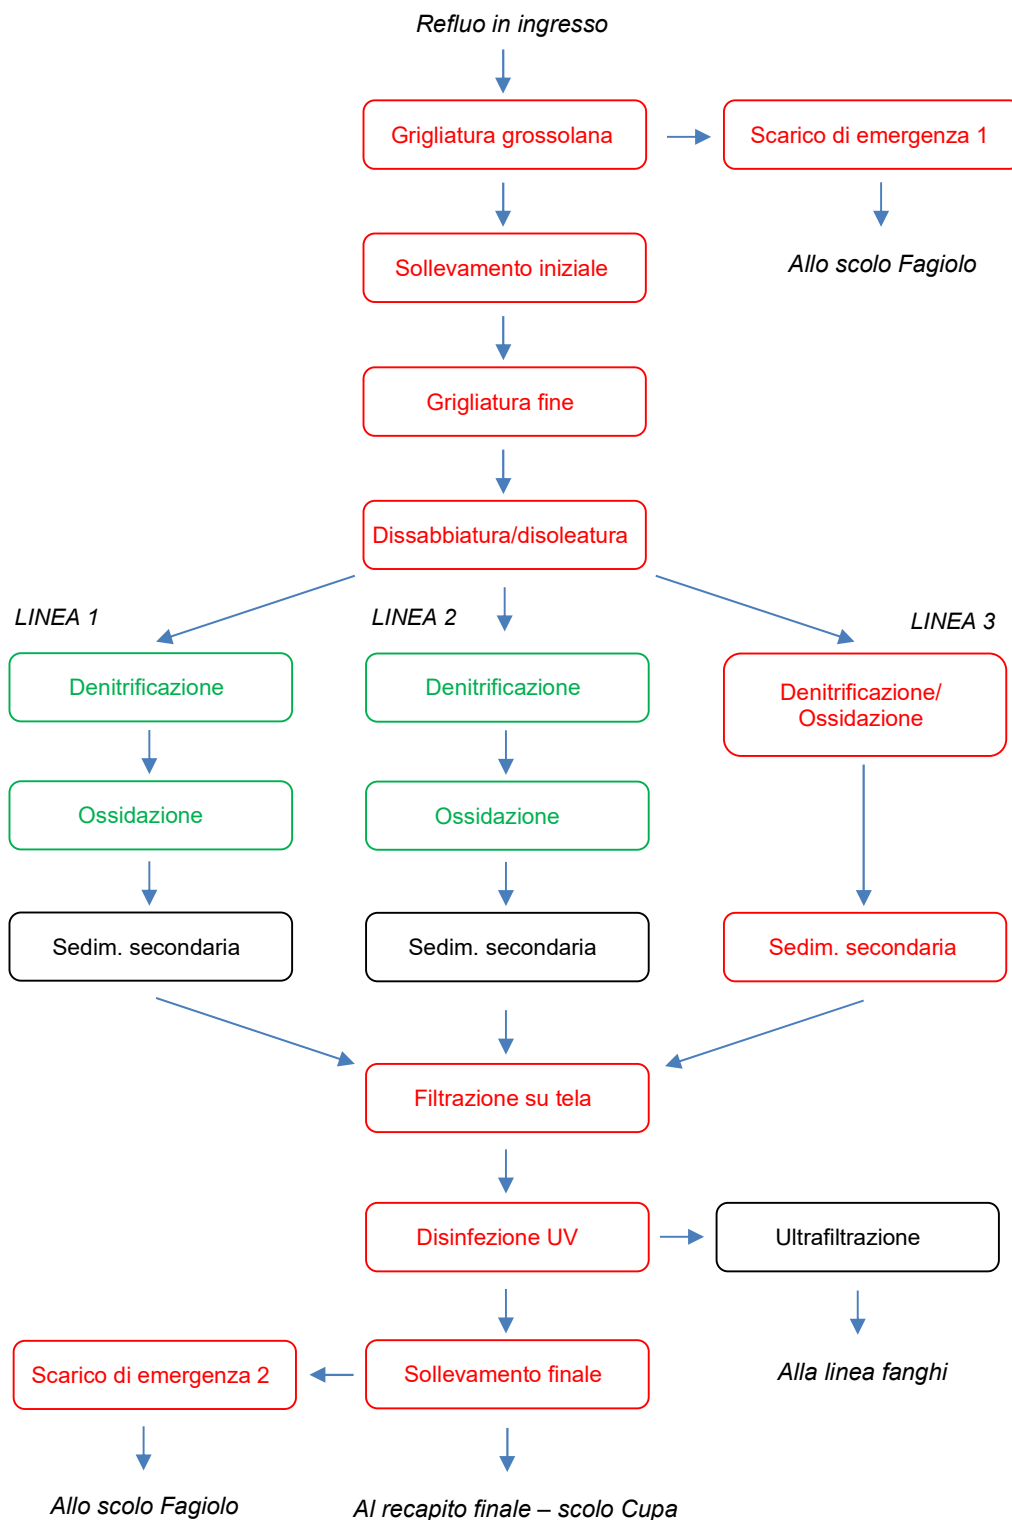 Refluo in ingresso
Grigliatura grossolana
Scarico di emergenza 1
Sollevamento iniziale
Allo scolo Fagiolo
Grigliatura fine
Dissabbiatura/disoleatura
LINEA 1
LINEA 2
LINEA 3
Denitrificazione
Denitrificazione
Denitrificazione/
Ossidazione
Ossidazione
Ossidazione
Sedim. secondaria
Sedim. secondaria
Sedim. secondaria
Filtrazione su tela
Disinfezione UV
Ultrafiltrazione
Scarico di emergenza 2
Sollevamento finale
Alla linea fanghi
Allo scolo Fagiolo
Al recapito finale – scolo Cupa